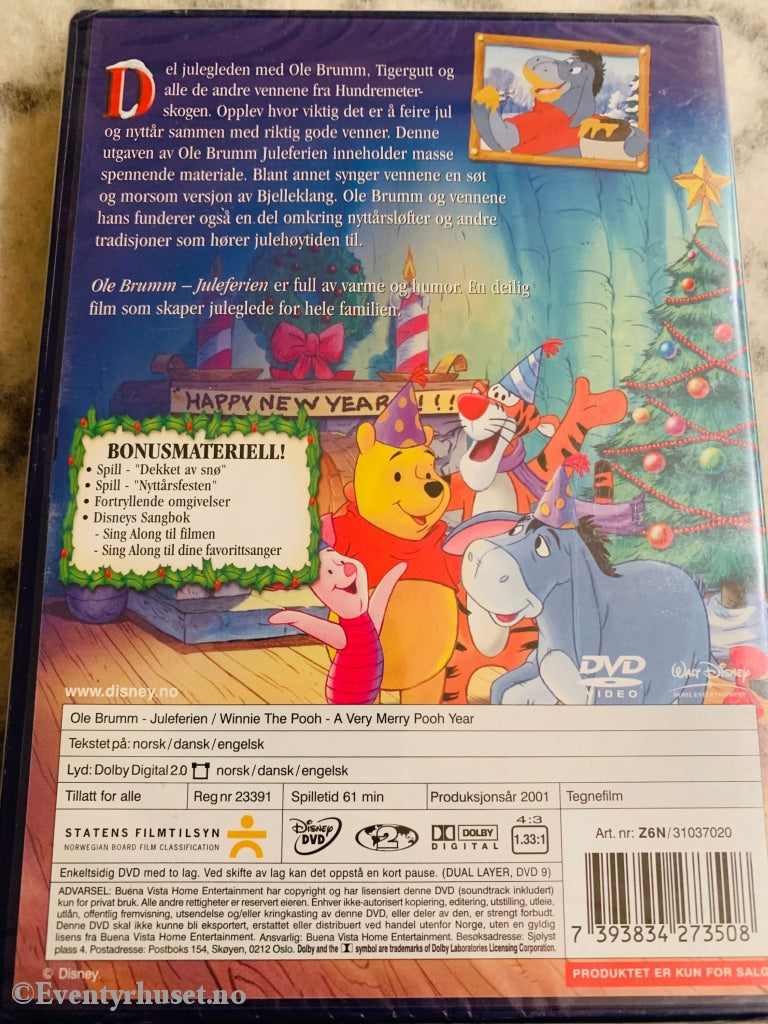 Del julegleden med Ole Brumm, Tigergutt og
alle de andre vennene fra Hundremeter-
skogen. Opplev hvor viktig det er å feire jul
og nyttår sammen med riktig gode venner. Denne
utgaven av Ole Brumm Juleferien inneholder masse
spennende materiale. Blant annet synger vennene en søt
og morsom versjon av Bjelleklang. Ole Brumm og vennene
hans funderer også en del omkring nyttårsløfter og andre
tradisjoner som hører julehøytiden til.
Ole Brumm – Juleferien er full av varme og humor. En deilig
film som skaper juleglede for hele familien.
HAPPY NEW YEAR !!!
BONUSMATERIELL!
• Spill - "Dekket av snø"
• Spill - "Nyttårsfesten"
• Fortryllende omgivelser
• Disneys Sangbok
- Sing Along til filmen
- Sing Along til dine favorittsanger
www.disney.no
DVD
VIDEO
WALT DISNEY
HOME ENTERTAINMENT
Ole Brumm - Juleferien / Winnie The Pooh - A Very Merry Pooh Year
Tekstet på: norsk/dansk/engelsk
Lyd: Dolby Digital 2.0 norsk/dansk/engelsk
Tillatt for alle
Reg nr 23391
Spilletid 61 min
Produksjonsår 2001
Tegnefilm
STATENS FILMTILSYN
NORWEGIAN BOARD FILM CLASSIFICATION
Disney DVD
2
DOLBY
DIGITAL
4:3
1.33:1
Art. nr: Z6N/31037020
Enkeltsidig DVD med to lag. Ved skifte av lag kan det oppstå en kort pause. (DUAL LAYER, DVD 9)
ADVARSEL: Buena Vista Home Entertainment har copyright og har lisensiert denne DVD (soundtrack inkludert)
kun for privat bruk. Alle andre rettigheter er reservert eieren. Enhver ikke-autorisert kopiering, editering, utstilling, utleie,
utlån, offentlig fremvisning, utsendelse og/eller kringkasting av denne DVD, eller deler av den, er strengt forbudt.
Denne DVD skal ikke kunne bli eksportert, erstattet eller distribuert ved handel utenfor Norge, uten en gyldig
lisens fra Buena Vista Home Entertainment. Ansvarlig: Buena Vista Home Entertainment. Besøksadresse: Sjølyst
plass 4. Postadresse: Postboks 154, Skøyen, 0212 Oslo. Dolby and the symbol are trademarks of Dolby Laboratories Licensing Corporation.
7 393834 273508
© Disney.
PRODUKTET ER KUN FOR SALG
©Eventyrhuset.no